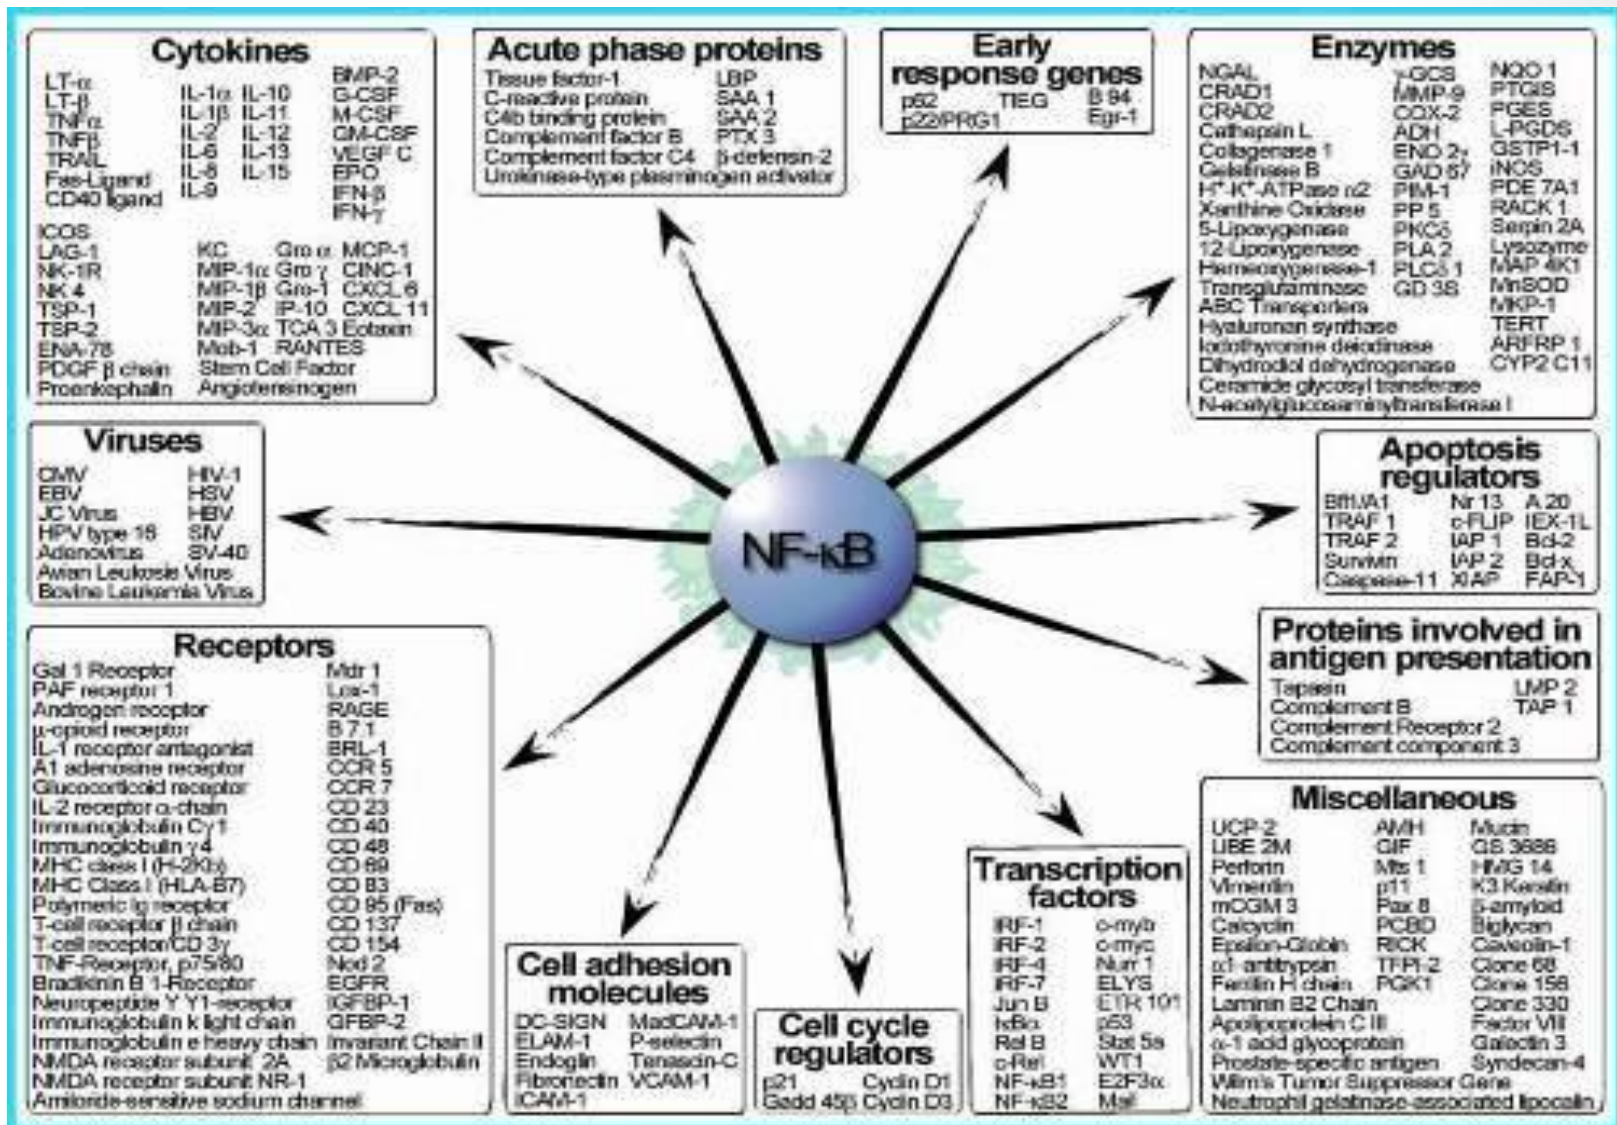 Cytokines
LT-α
LT-β
TNFα
TNFβ
TRAIL
Fas-Ligand
CD40 ligand
IL-1α IL-10
IL-1β IL-11
IL-2 IL-12
IL-6 IL-13
IL-8 IL-15
IL-9
BMP-2
G-CSF
M-CSF
GM-CSF
VEGF C
EPO
IFN-β
IFN-γ
ICOS
LAG-1
NK-1R
NK 4
TSP-1
TSP-2
ENA-78
PDGF β chain
Proenkephalin
KC Gro α MCP-1
MIP-1α Gro γ CINC-1
MIP-1β Gro-1 CXCL 6
MIP-2 IP-10 CXCL 11
MIP-3α TCA 3 Eotaxin
Mob-1 RANTES
Stem Cell Factor
Angiotensinogen
Acute phase proteins
Tissue factor-1 LBP
C-reactive protein SAA 1
C4b binding protein SAA 2
Complement factor B PTX 3
Complement factor C4 β-defensin-2
Urokinase-type plasminogen activator
Early
response genes
p62 TIEG B 94
p22/PRG1 Egr-1
Enzymes
NGAL
CRAD1
CRAD2
Cathepsin L
Collagenase 1
Gelatinase B
H⁺-K⁺-ATPase α2
Xanthine Oxidase
5-Lipoxygenase
12-Lipoxygenase
Hemeoxygenase-1
Transglutaminase
ABC Transporters
Hyaluronan synthase
Iodothyronine deiodinase
Dihydrodiol dehydrogenase
Ceramide glycosyl transferase
N-acetylglucosaminyltransferase I
γ-GCS
MMP-9
COX-2
ADH
ENO 2γ
GAD 67
PIM-1
PP 5
PKCδ
PLA 2
PLCδ 1
GD 3S
NQO 1
PTGIS
PGES
L-PGDS
GSTP1-1
iNOS
PDE 7A1
RACK 1
Serpin 2A
Lysozyme
MAP 4K1
MnSOD
MKP-1
TERT
ARFRP 1
CYP2 C11
Viruses
CMV HIV-1
EBV HSV
JC Virus HBV
HPV type 16 SIV
Adenovirus SV-40
Avian Leukosis Virus
Bovine Leukemia Virus
NF-κB
Apoptosis
regulators
Bfl1/A1 Nr 13 A 20
TRAF 1 c-FLIP IEX-1L
TRAF 2 IAP 1 Bcl-2
Survivin IAP 2 Bcl-x
Caspase-11 XIAP FAP-1
Proteins involved in
antigen presentation
Tapasin LMP 2
Complement B TAP 1
Complement Receptor 2
Complement component 3
Receptors
Gal 1 Receptor Mdr 1
PAF receptor 1 Lox-1
Androgen receptor RAGE
μ-opioid receptor B 7.1
IL-1 receptor antagonist BRL-1
A1 adenosine receptor CCR 5
Glucocorticoid receptor CCR 7
IL-2 receptor α-chain CD 23
Immunoglobulin Cγ1 CD 40
Immunoglobulin γ4 CD 48
MHC class I (H-2Kb) CD 69
MHC Class I (HLA-B7) CD 83
Polymeric Ig receptor CD 95 (Fas)
T-cell receptor β chain CD 137
T-cell receptor/CD 3γ CD 154
TNF-Receptor, p75/80 Nod 2
Bradikinin B 1-Receptor EGFR
Neuropeptide Y Y1-receptor IGFBP-1
Immunoglobulin k light chain GFBP-2
Immunoglobulin e heavy chain Invariant Chain II
NMDA receptor subunit 2A β2 Microglobulin
NMDA receptor subunit NR-1
Amiloride-sensitive sodium channel
Cell adhesion
molecules
DC-SIGN MadCAM-1
ELAM-1 P-selectin
Endoglin Tenascin-C
Fibronectin VCAM-1
ICAM-1
Cell cycle
regulators
p21 Cyclin D1
Gadd 45β Cyclin D3
Transcription
factors
IRF-1 c-myb
IRF-2 c-myc
IRF-4 Nurr 1
IRF-7 ELYS
Jun B ETR 101
IκBα p53
Rel B Stat 5a
c-Rel WT1
NF-κB1 E2F3α
NF-κB2 Mail
Miscellaneous
UCP-2 AMH Mucin
UBE 2M GIF GS 3686
Perforin Mts 1 HMG 14
Vimentin p11 K3 Keratin
mCGM 3 Pax 8 β-amyloid
Calcyclin PCBD Biglycan
Epsilon-Globin RICK Caveolin-1
α1-antitrypsin TFPI-2 Clone 68
Ferritin H chain PGK1 Clone 156
Laminin B2 Chain Clone 330
Apolipoprotein C III Factor VIII
α-1 acid glycoprotein Galectin 3
Prostate-specific antigen Syndecan-4
Wilm's Tumor Suppressor Gene
Neutrophil gelatinase-associated lipocalin